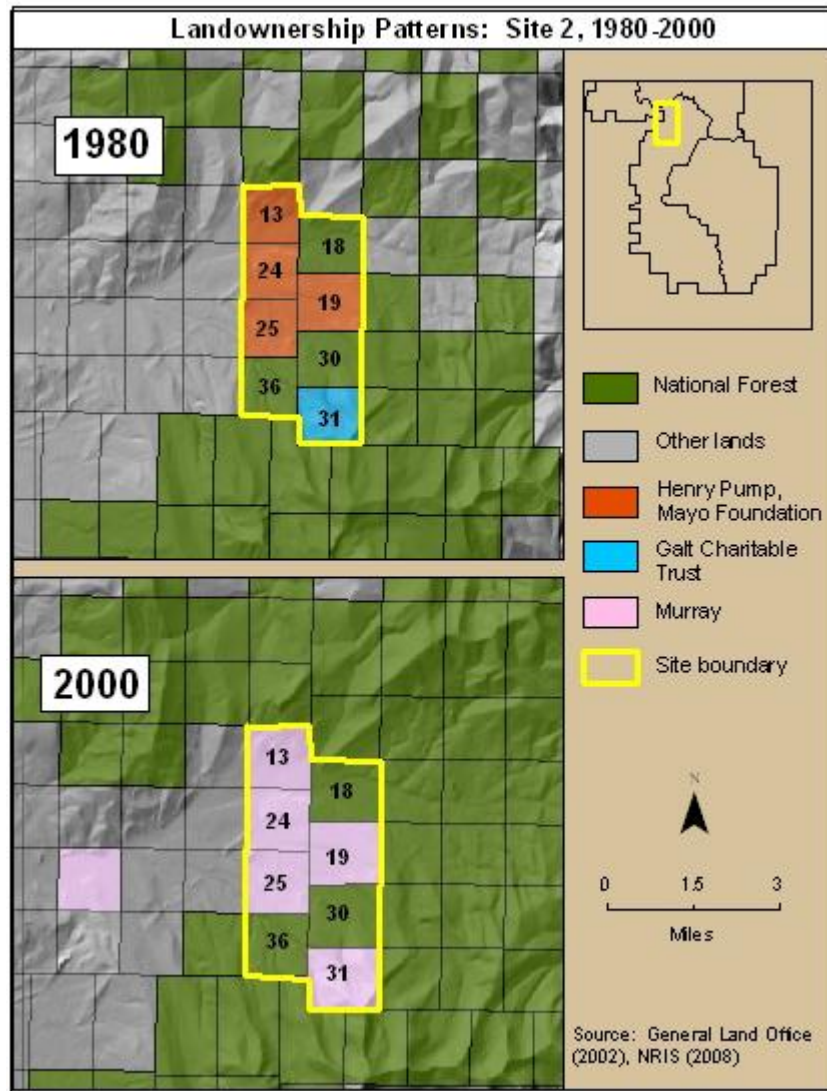 Landownership Patterns: Site 2, 1980-2000
1980
13
18
24
19
25
30
36
31
National Forest
Other lands
Henry Pump,
Mayo Foundation
Galt Charitable
Trust
Murray
Site boundary
2000
13
18
24
19
25
30
36
31
N
0 1.5 3
Miles
Source: General Land Office
(2002), NRIS (2008)